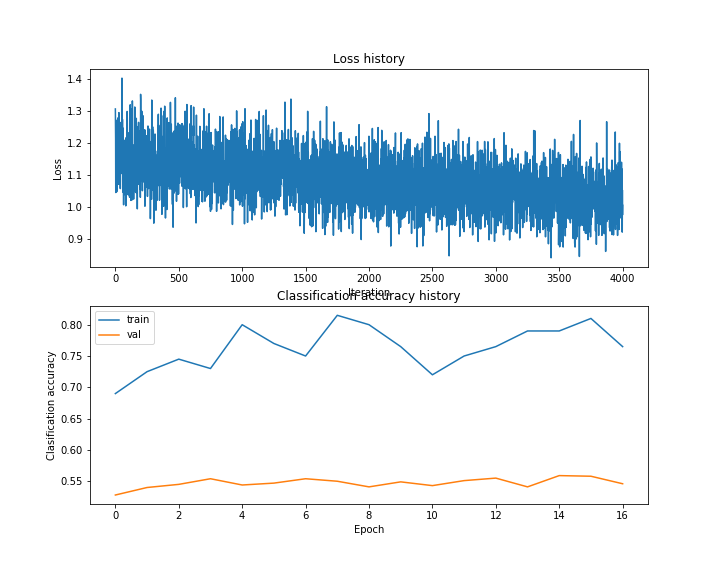 Loss history
1.4
1.3
1.2
1.1
1.0
0.9
Loss
0 500 1000 1500 2000 2500 3000 3500 4000
Iteration
Classification accuracy history
train
val
0.80
0.75
0.70
0.65
0.60
0.55
Clasification accuracy
0 2 4 6 8 10 12 14 16
Epoch